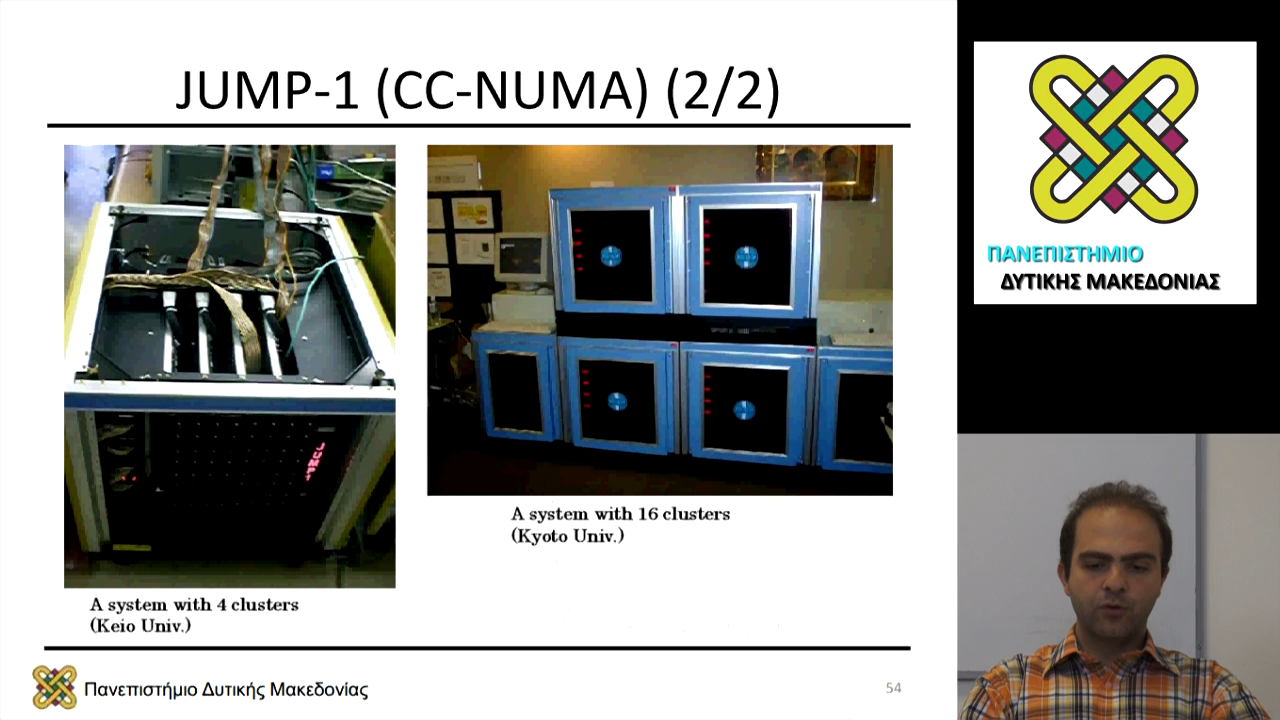 JUMP-1 (CC-NUMA) (2/2)
A system with 16 clusters
(Kyoto Univ.)
A system with 4 clusters
(Keio Univ.)
Πανεπιστήμιο Δυτικής Μακεδονίας
54
ΠΑΝΕΠΙΣΤΗΜΙΟ
ΔΥΤΙΚΗΣ ΜΑΚΕΔΟΝΙΑΣ